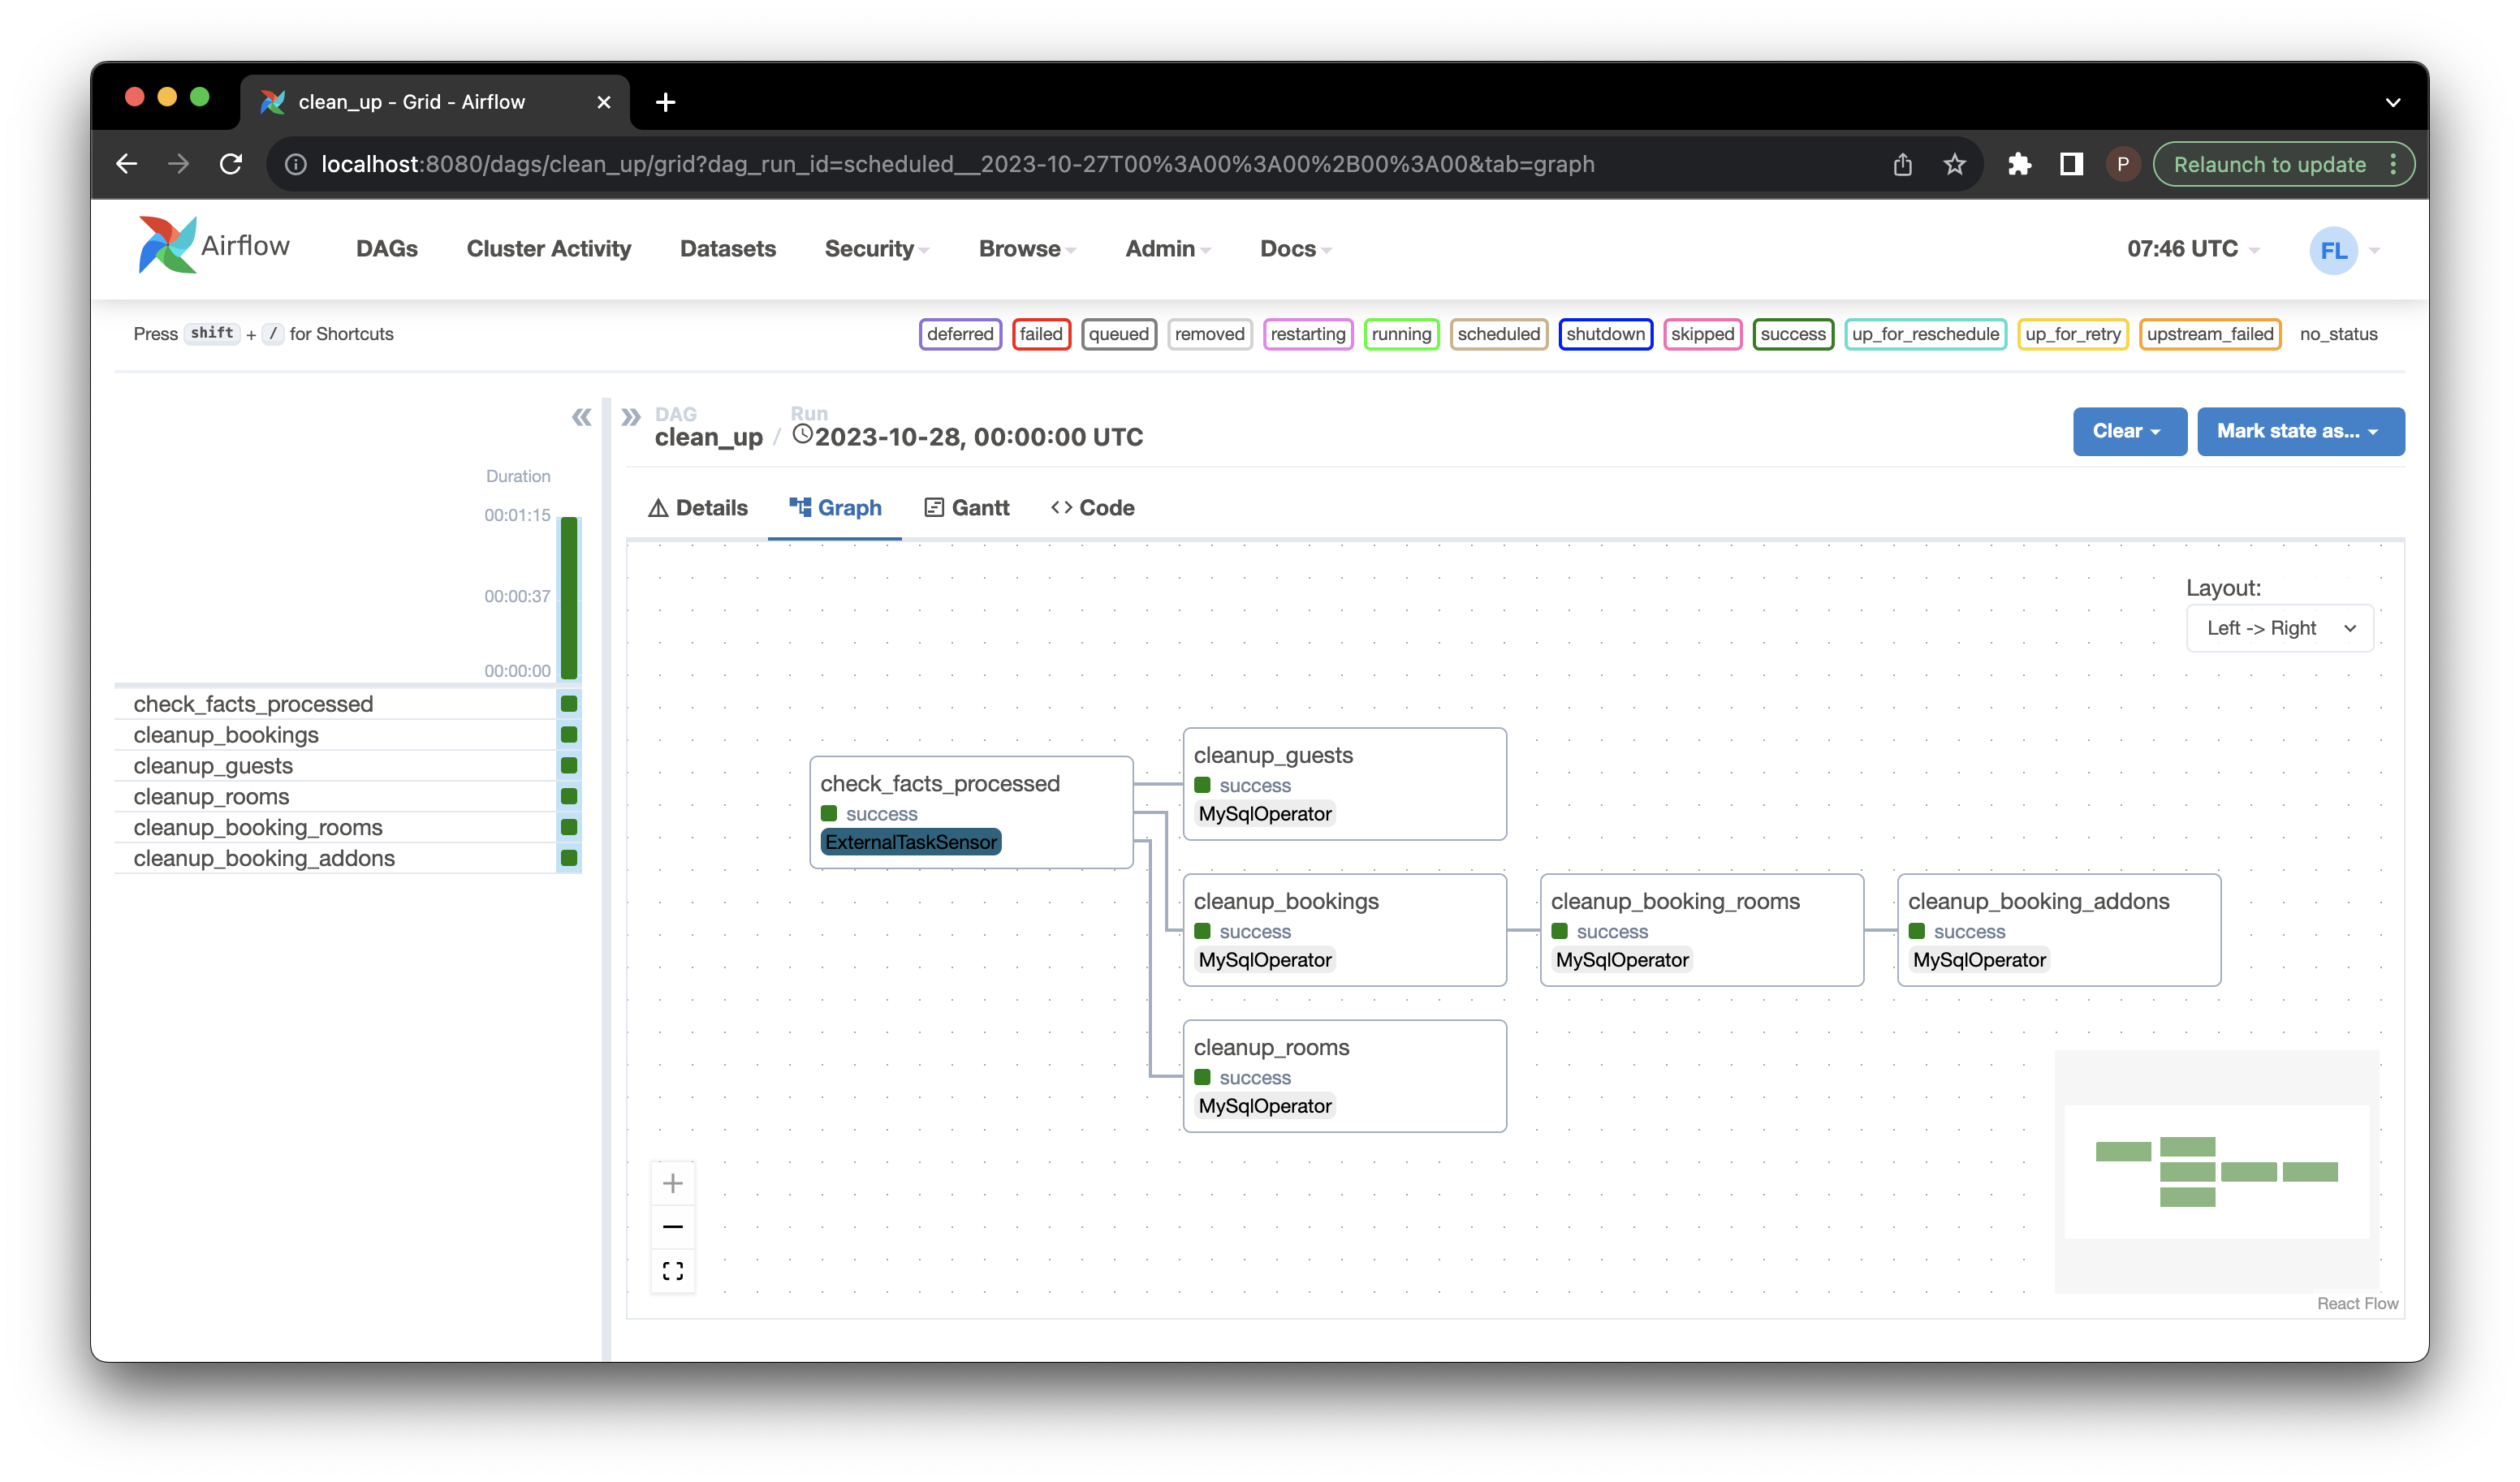 clean_up - Grid - Airflow
localhost:8080/dags/clean_up/grid?dag_run_id=scheduled__2023-10-27T00%3A00%3A00%2B00%3A00&tab=graph
P
Relaunch to update
Airflow
DAGs Cluster Activity Datasets Security Browse Admin Docs
07:46 UTC
FL
Press shift + / for Shortcuts
deferred failed queued removed restarting running scheduled shutdown skipped success up_for_reschedule up_for_retry upstream_failed no_status
DAG
clean_up /
Run
2023-10-28, 00:00:00 UTC
Clear
Mark state as...
Duration
00:01:15
00:00:37
00:00:00
check_facts_processed
cleanup_bookings
cleanup_guests
cleanup_rooms
cleanup_booking_rooms
cleanup_booking_addons
Details Graph Gantt Code
Layout:
Left -> Right
check_facts_processed
success
ExternalTaskSensor
cleanup_guests
success
MySqlOperator
cleanup_bookings
success
MySqlOperator
cleanup_booking_rooms
success
MySqlOperator
cleanup_booking_addons
success
MySqlOperator
cleanup_rooms
success
MySqlOperator
React Flow